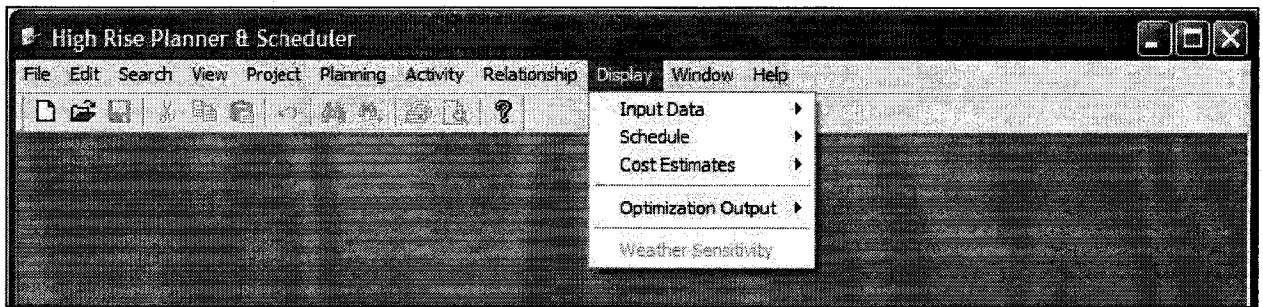 High Rise Planner & Scheduler
File Edit Search View Project Planning Activity Relationship Display Window Help
Input Data
Schedule
Cost Estimates
Optimization Output
Weather Sensitivity